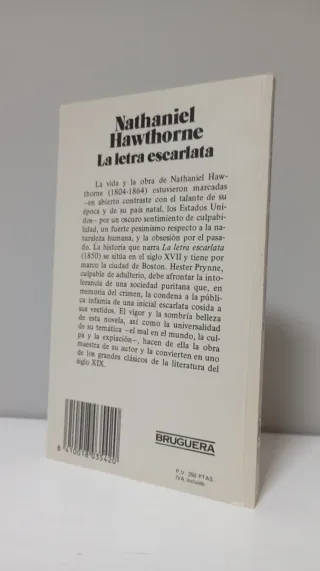 Nathaniel
Hawthorne
La letra escarlata
La vida y la obra de Nathaniel Haw-
thorne (1804-1864) estuvieron marcadas
—en abierto contraste con el talante de su
época y de su país natal, los Estados Uni-
dos— por un oscuro sentimiento de culpabi-
lidad, un fuerte pesimismo respecto a la na-
turaleza humana, y la obsesión por el pasa-
do. La historia que narra La letra escarlata
(1850) se sitúa en el siglo XVII y tiene por
marco la ciudad de Boston. Hester Prynne,
culpable de adulterio, debe afrontar la into-
lerancia de una sociedad puritana que, en
memoria del crimen, la condena a la públi-
ca infamia de una inicial escarlata cosida a
sus vestidos. El vigor y la sombría belleza
de esta novela, así como la universalidad
de su temática —el mal en el mundo, la cul-
pa y la expiación—, hacen de ella la obra
maestra de su autor y la convierten en uno
de los grandes clásicos de la literatura del
siglo XIX.
8 410018 035420
BRUGUERA
P.V. 350 PTAS.
IVA incluido